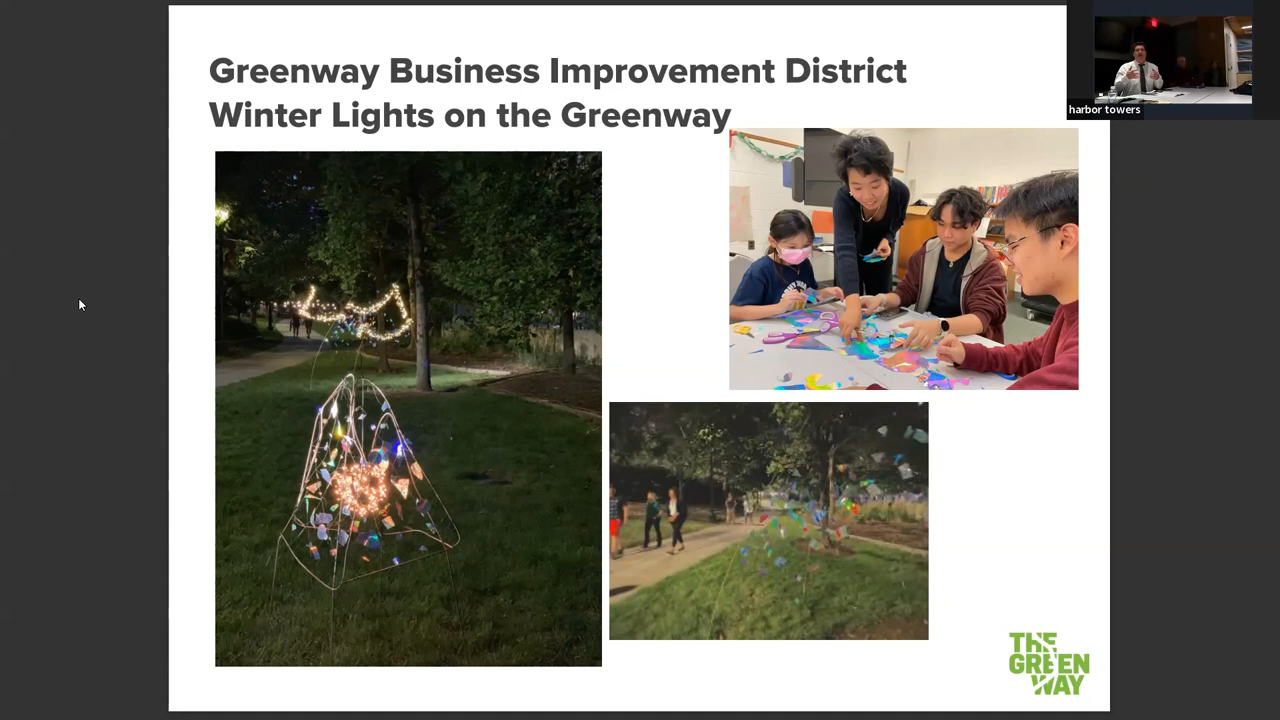 Greenway Business Improvement District
Winter Lights on the Greenway
harbor towers
THE
GREEN
WAY